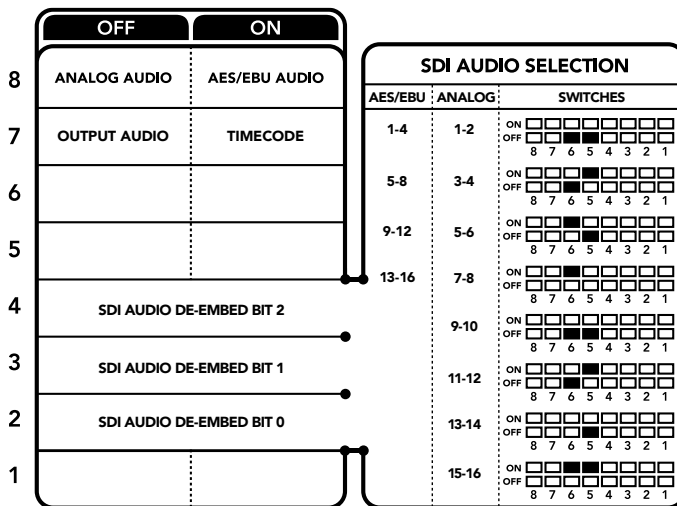 OFF ON
8 ANALOG AUDIO AES/EBU AUDIO
7 OUTPUT AUDIO TIMECODE
6
5
4 SDI AUDIO DE-EMBED BIT 2
3 SDI AUDIO DE-EMBED BIT 1
2 SDI AUDIO DE-EMBED BIT 0
1
SDI AUDIO SELECTION
AES/EBU ANALOG SWITCHES
1-4 1-2 ON
OFF
8 7 6 5 4 3 2 1
5-8 3-4 ON
OFF
8 7 6 5 4 3 2 1
9-12 5-6 ON
OFF
8 7 6 5 4 3 2 1
13-16 7-8 ON
OFF
8 7 6 5 4 3 2 1
9-10 ON
OFF
8 7 6 5 4 3 2 1
11-12 ON
OFF
8 7 6 5 4 3 2 1
13-14 ON
OFF
8 7 6 5 4 3 2 1
15-16 ON
OFF
8 7 6 5 4 3 2 1